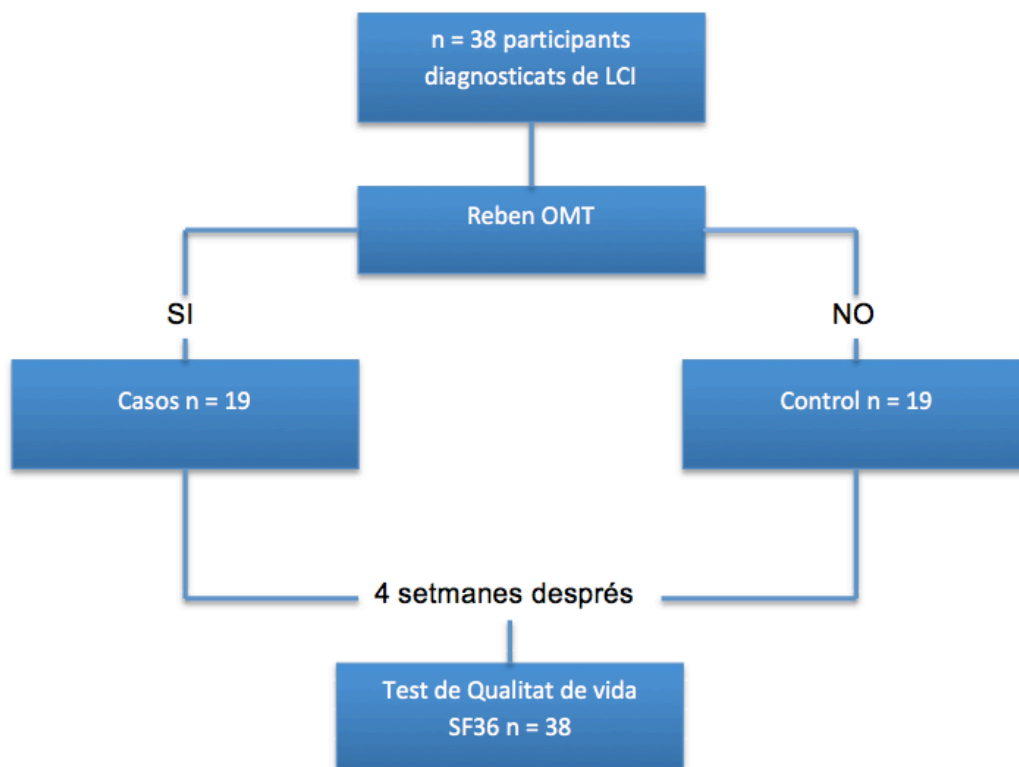 n = 38 participants
diagnosticats de LCI
Reben OMT
SI
NO
Casos n = 19
Control n = 19
4 setmanes després
Test de Qualitat de vida
SF36 n = 38